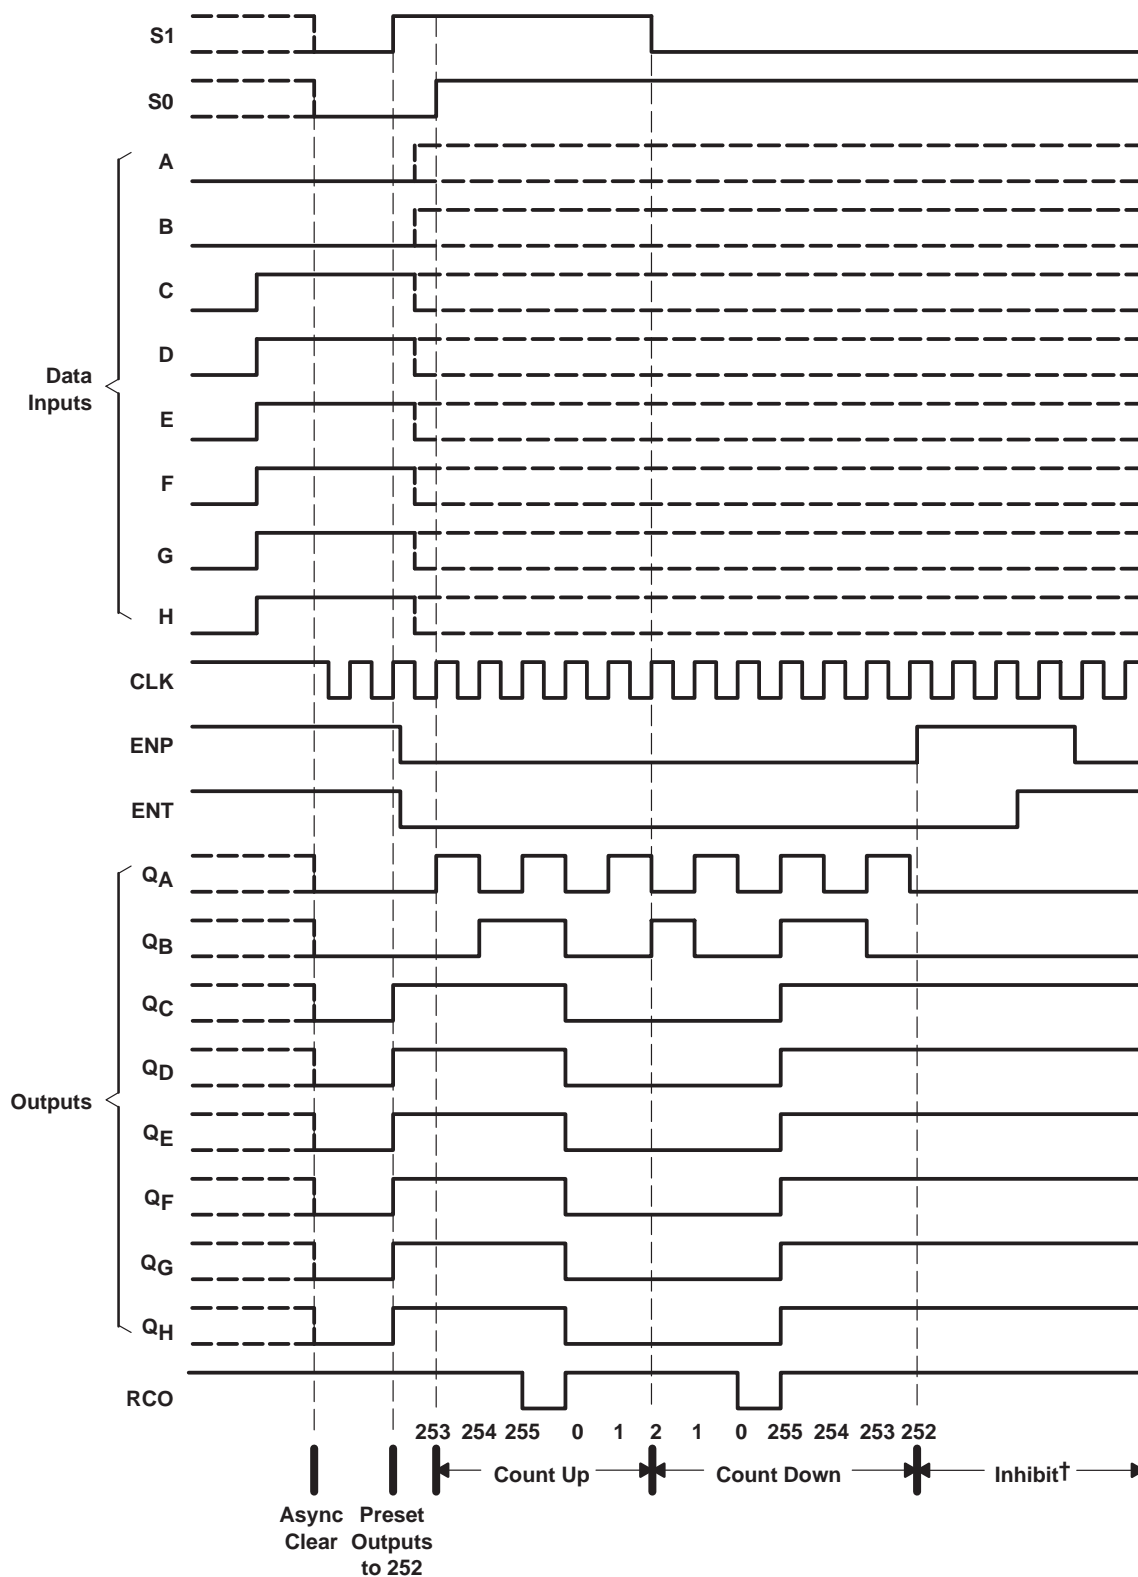 S1
S0
A
B
C
D
E
F
G
H
Data
Inputs
CLK
ENP
ENT
QA
QB
QC
QD
QE
QF
QG
QH
Outputs
RCO
253 254 255 0 1 2 1 0 255 254 253 252
Count Up Count Down Inhibit†
Async
Clear
Preset
Outputs
to 252